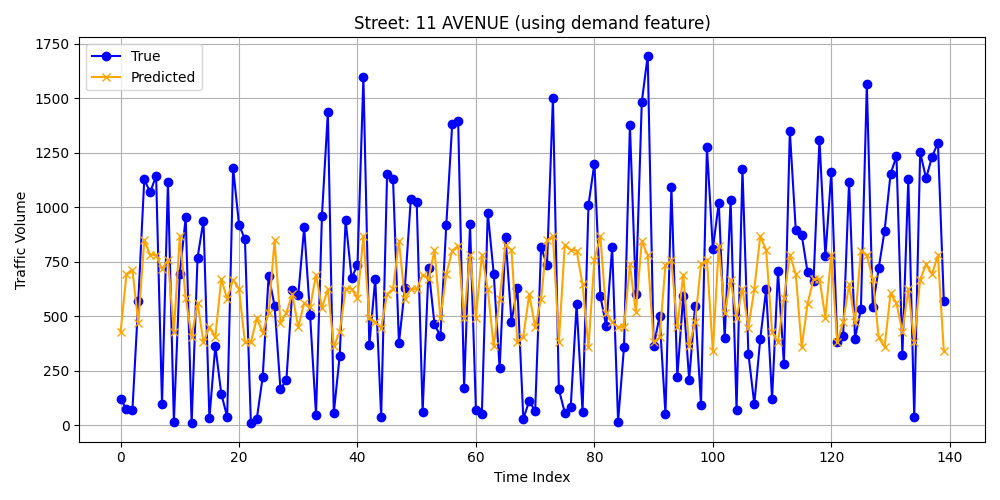 Street: 11 AVENUE (using demand feature)
True
Predicted
Traffic Volume
1750
1500
1250
1000
750
500
250
0
0 20 40 60 80 100 120 140
Time Index